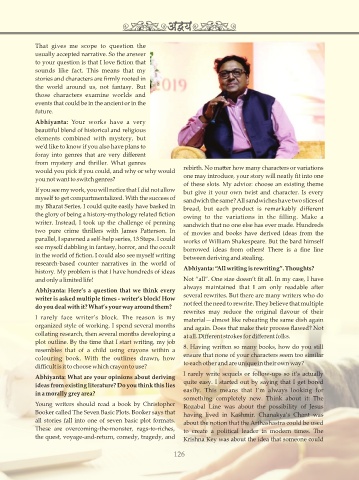 अद्वय
That gives me scope to question the
usually accepted narrative. So the answer
to your question is that I love fiction that
sounds like fact. This means that my
stories and characters are firmly rooted in
the world around us, not fantasy. But
those characters examine worlds and
events that could be in the ancient or in the
future.
Abhiyanta: Your works have a very
beautiful blend of historical and religious
elements combined with mystery, but
we'd like to know if you also have plans to
foray into genres that are very different
from mystery and thriller. What genres
would you pick if you could, and why or why would
you not want to switch genres?
If you see my work, you will notice that I did not allow
myself to get compartmentalized. With the success of
my Bharat Series, I could quite easily have basked in
the glory of being a history-mythology related fiction
writer. Instead, I took up the challenge of penning
two pure crime thrillers with James Patterson. In
parallel, I spawned a self-help series, 13 Steps. I could
see myself dabbling in fantasy, horror, and the occult
in the world of fiction. I could also see myself writing
research-based counter narratives in the world of
history. My problem is that I have hundreds of ideas
and only a limited life!
Abhiyanta: Here's a question that we think every
writer is asked multiple times - writer's block! How
do you deal with it? What's your way around them?
I rarely face writer's block. The reason is my
organized style of working. I spend several months
collating research, then several months developing a
plot outline. By the time that I start writing, my job
resembles that of a child using crayons within a
colouring book. With the outlines drawn, how
difficult is it to choose which crayon to use?
Abhiyanta: What are your opinions about deriving
ideas from existing literature? Do you think this lies
in a morally grey area?
Young writers should read a book by Christopher
Booker called The Seven Basic Plots. Booker says that
all stories fall into one of seven basic plot formats.
These are overcoming-the-monster, rags-to-riches,
the quest, voyage-and-return, comedy, tragedy, and
2019
rebirth. No matter how many characters or variations
one may introduce, your story will neatly fit into one
of these slots. My advice: choose an existing theme
but give it your own twist and character. Is every
sandwich the same? All sandwiches have two slices of
bread, but each product is remarkably different
owing to the variations in the filling. Make a
sandwich that no one else has ever made. Hundreds
of movies and books have derived ideas from the
works of William Shakespeare. But the bard himself
borrowed ideas from others! There is a fine line
between deriving and stealing.
Abhiyanta: "All writing is rewriting". Thoughts?
Not "all". One size doesn't fit all. In my case, I have
always maintained that I am only readable after
several rewrites. But there are many writers who do
not feel the need to rewrite. They believe that multiple
rewrites may reduce the original flavour of their
material – almost like rebeating the same dish again
and again. Does that make their process flawed? Not
at all. Different strokes for different folks.
8. Having written so many books, how do you still
ensure that none of your characters seem too similar
to each other and are unique in their own way?
I rarely write sequels or follow-ups so it's actually
quite easy. I started out by saying that I get bored
easily. This means that I'm always looking for
something completely new. Think about it: The
Rozabal Line was about the possibility of Jesus
having lived in Kashmir. Chanakya's Chant was
about the notion that the Arthashastra could be used
to create a political leader in modern times. The
Krishna Key was about the idea that someone could
126